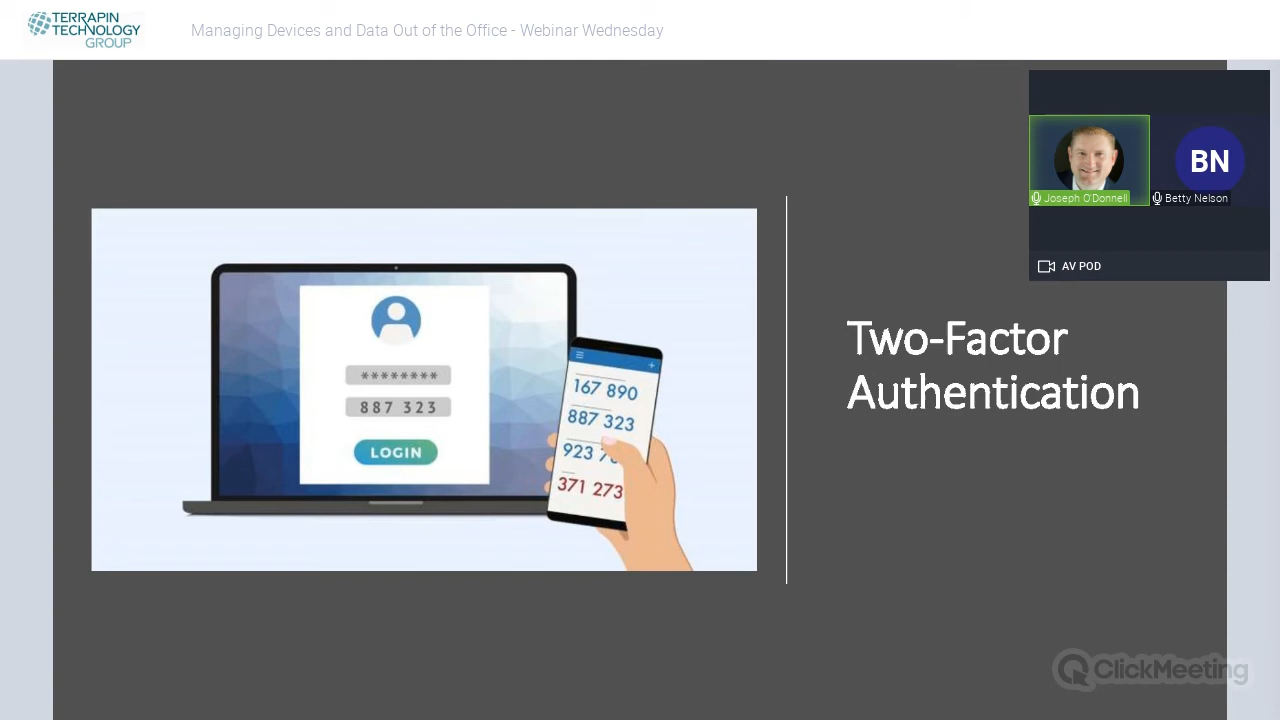 TERRAPIN
TECHNOLOGY
GROUP
Managing Devices and Data Out of the Office - Webinar Wednesday
BN
Joseph O'Donnell
Betty Nelson
AV POD
Two-Factor
Authentication
********
887 323
LOGIN
167 890
887 323
923
371 273
ClickMeeting